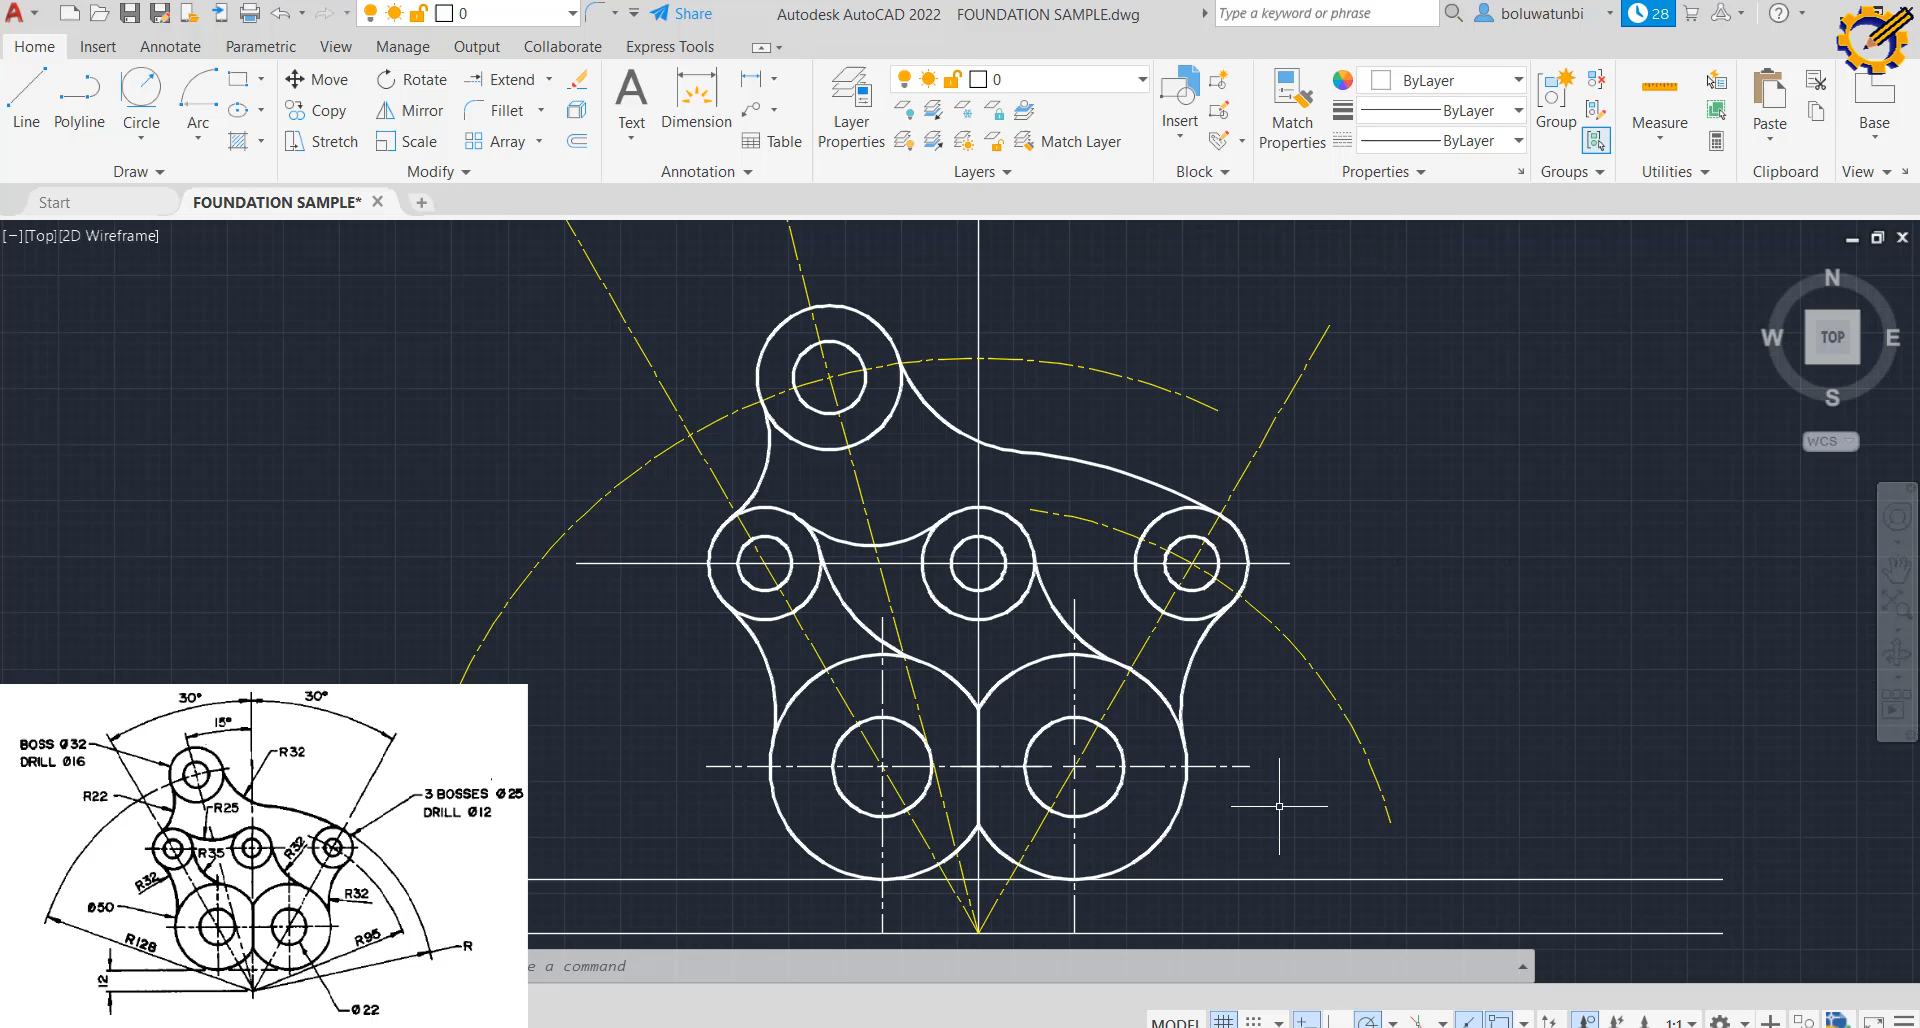 0
Share
Autodesk AutoCAD 2022 FOUNDATION SAMPLE.dwg
Type a keyword or phrase
boluwatunbi
28
Home Insert Annotate Parametric View Manage Output Collaborate Express Tools
Line Polyline Circle Arc
Draw
Move Rotate Extend
Copy Mirror Fillet
Stretch Scale Array
Modify
Text Dimension Table
Annotation
Layer Properties
0
Match Layer
Layers
Insert
Block
Match Properties
ByLayer
ByLayer
ByLayer
Properties
Group
Groups
Measure
Utilities
Paste
Clipboard
Base
View
Start FOUNDATION SAMPLE*
[−][Top][2D Wireframe]
N
W TOP E
S
WCS
30° 30°
15°
BOSS Ø32
DRILL Ø16
R32
R22
R25
3 BOSSES Ø25
DRILL Ø12
R35
R32
R32
R32
Ø50
R128
R95
R
12
Ø22
e a command
MODEL
1:1